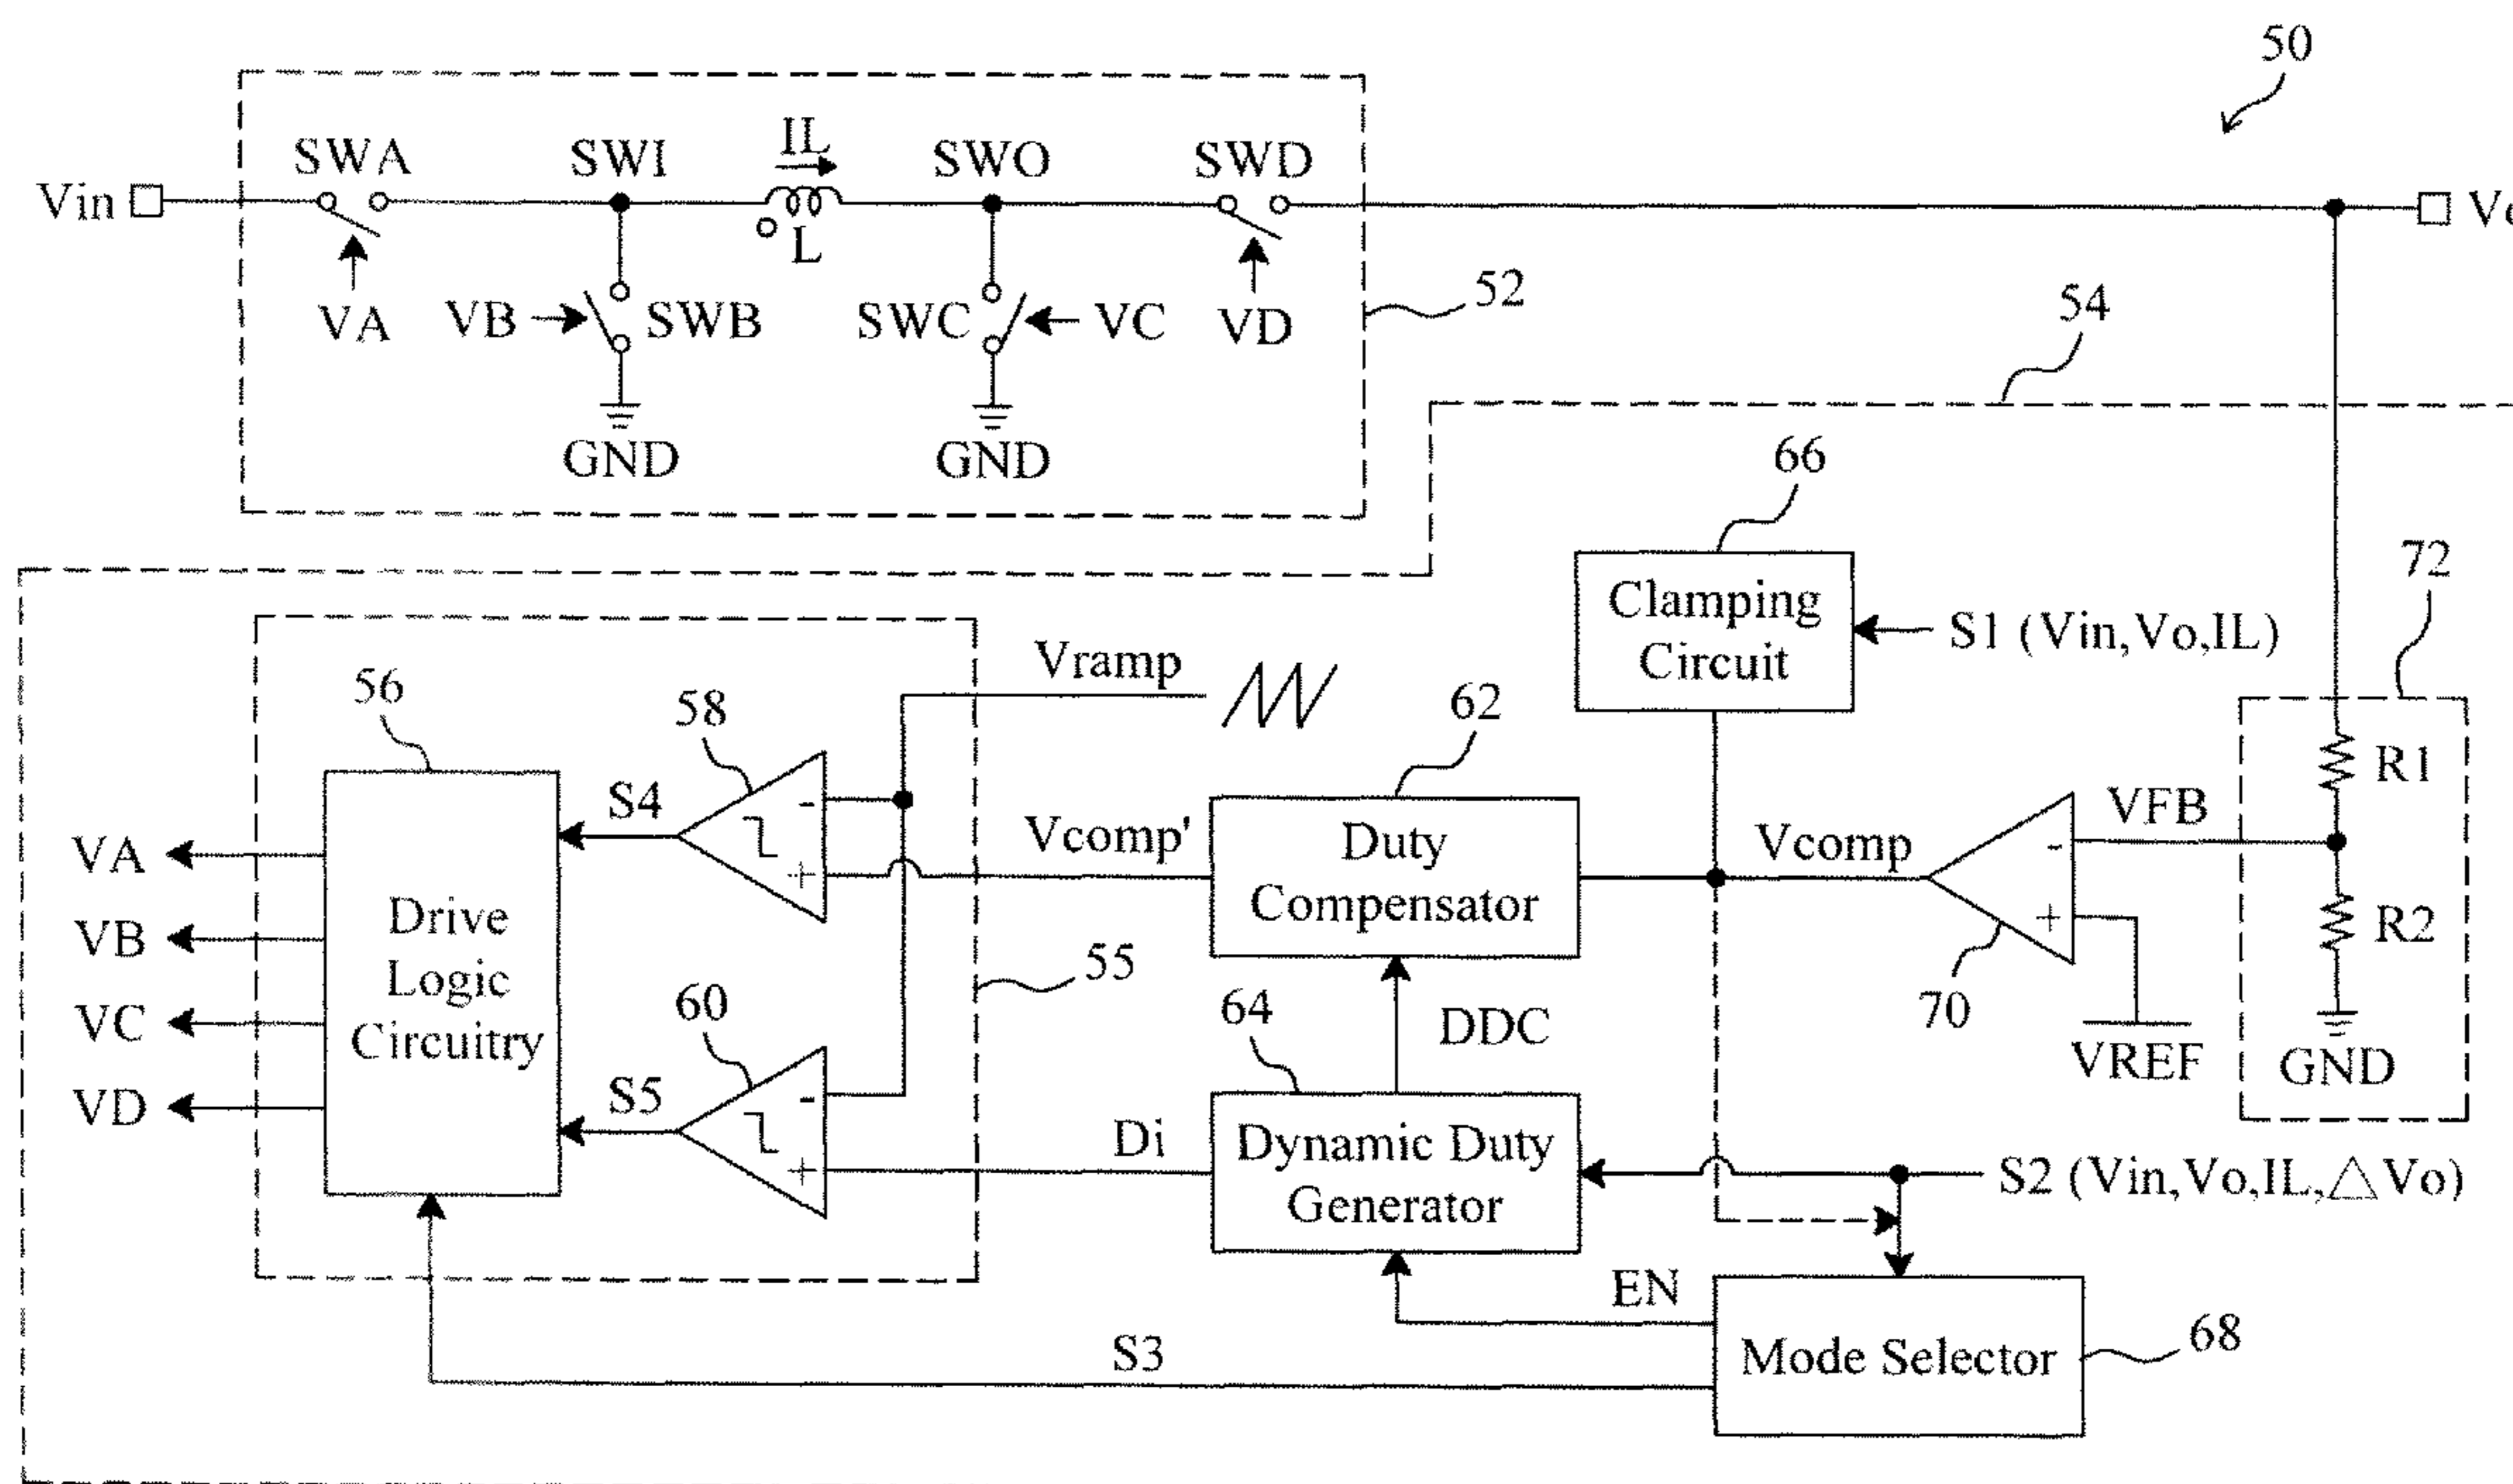 50
IL
SWA SWI SWO SWD
Vin
Vo
L
VA VB SWB SWC VC VD
52
54
GND GND
66
Clamping
Circuit
S1 (Vin,Vo,IL)
72
Vramp
56
58
62
R1
S4
Vcomp'
Duty
Compensator
Vcomp
VFB
-
+
-
+
R2
VA
VB
VC
VD
Drive
Logic
Circuitry
55
60
64
DDC
70
VREF
GND
S5
-
+
Di
Dynamic Duty
Generator
S2 (Vin,Vo,IL,△Vo)
EN
S3
Mode Selector
68